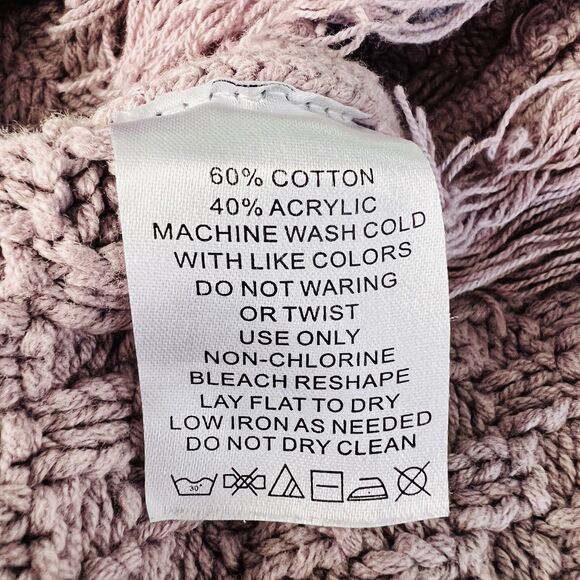 60% COTTON
40% ACRYLIC
MACHINE WASH COLD
WITH LIKE COLORS
DO NOT WARING
OR TWIST
USE ONLY
NON-CHLORINE
BLEACH RESHAPE
LAY FLAT TO DRY
LOW IRON AS NEEDED
DO NOT DRY CLEAN
30°